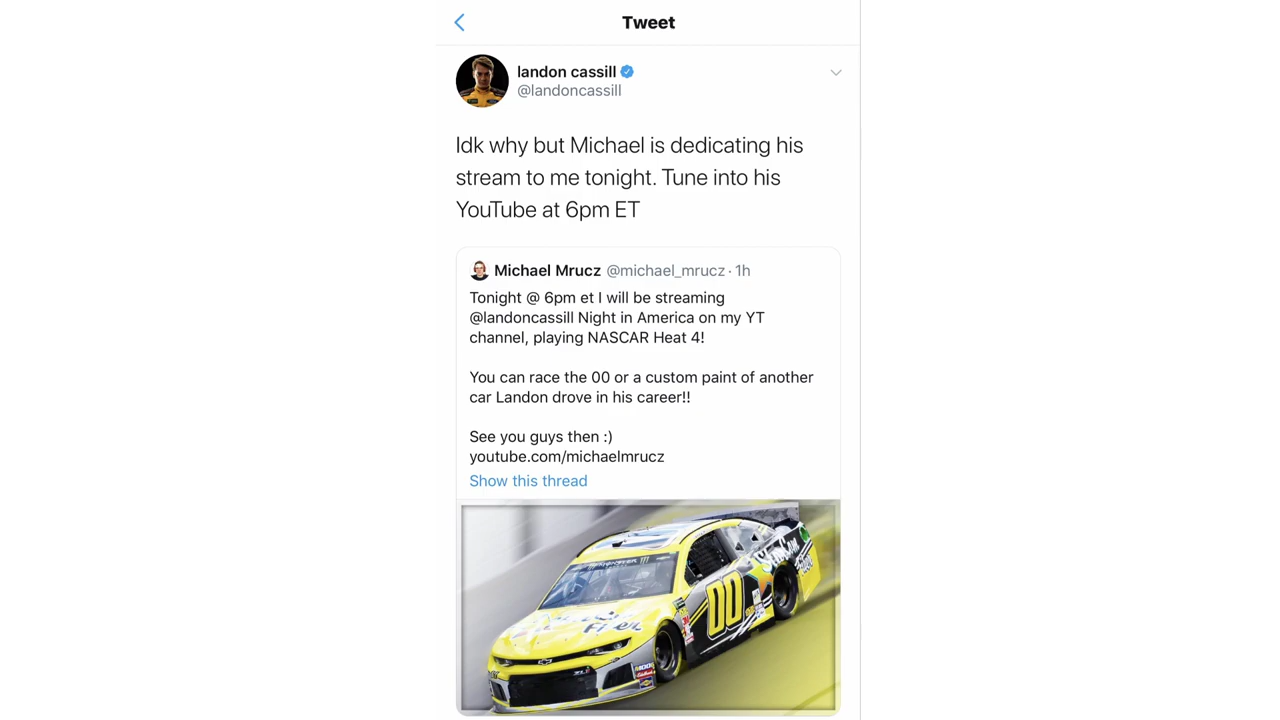 Tweet
landon cassill
@landoncassill
Idk why but Michael is dedicating his
stream to me tonight. Tune into his
YouTube at 6pm ET
Michael Mrucz @michael_mrucz · 1h
Tonight @ 6pm et I will be streaming
@landoncassill Night in America on my YT
channel, playing NASCAR Heat 4!
You can race the 00 or a custom paint of another
car Landon drove in his career!!
See you guys then :)
youtube.com/michaelmrucz
Show this thread
00